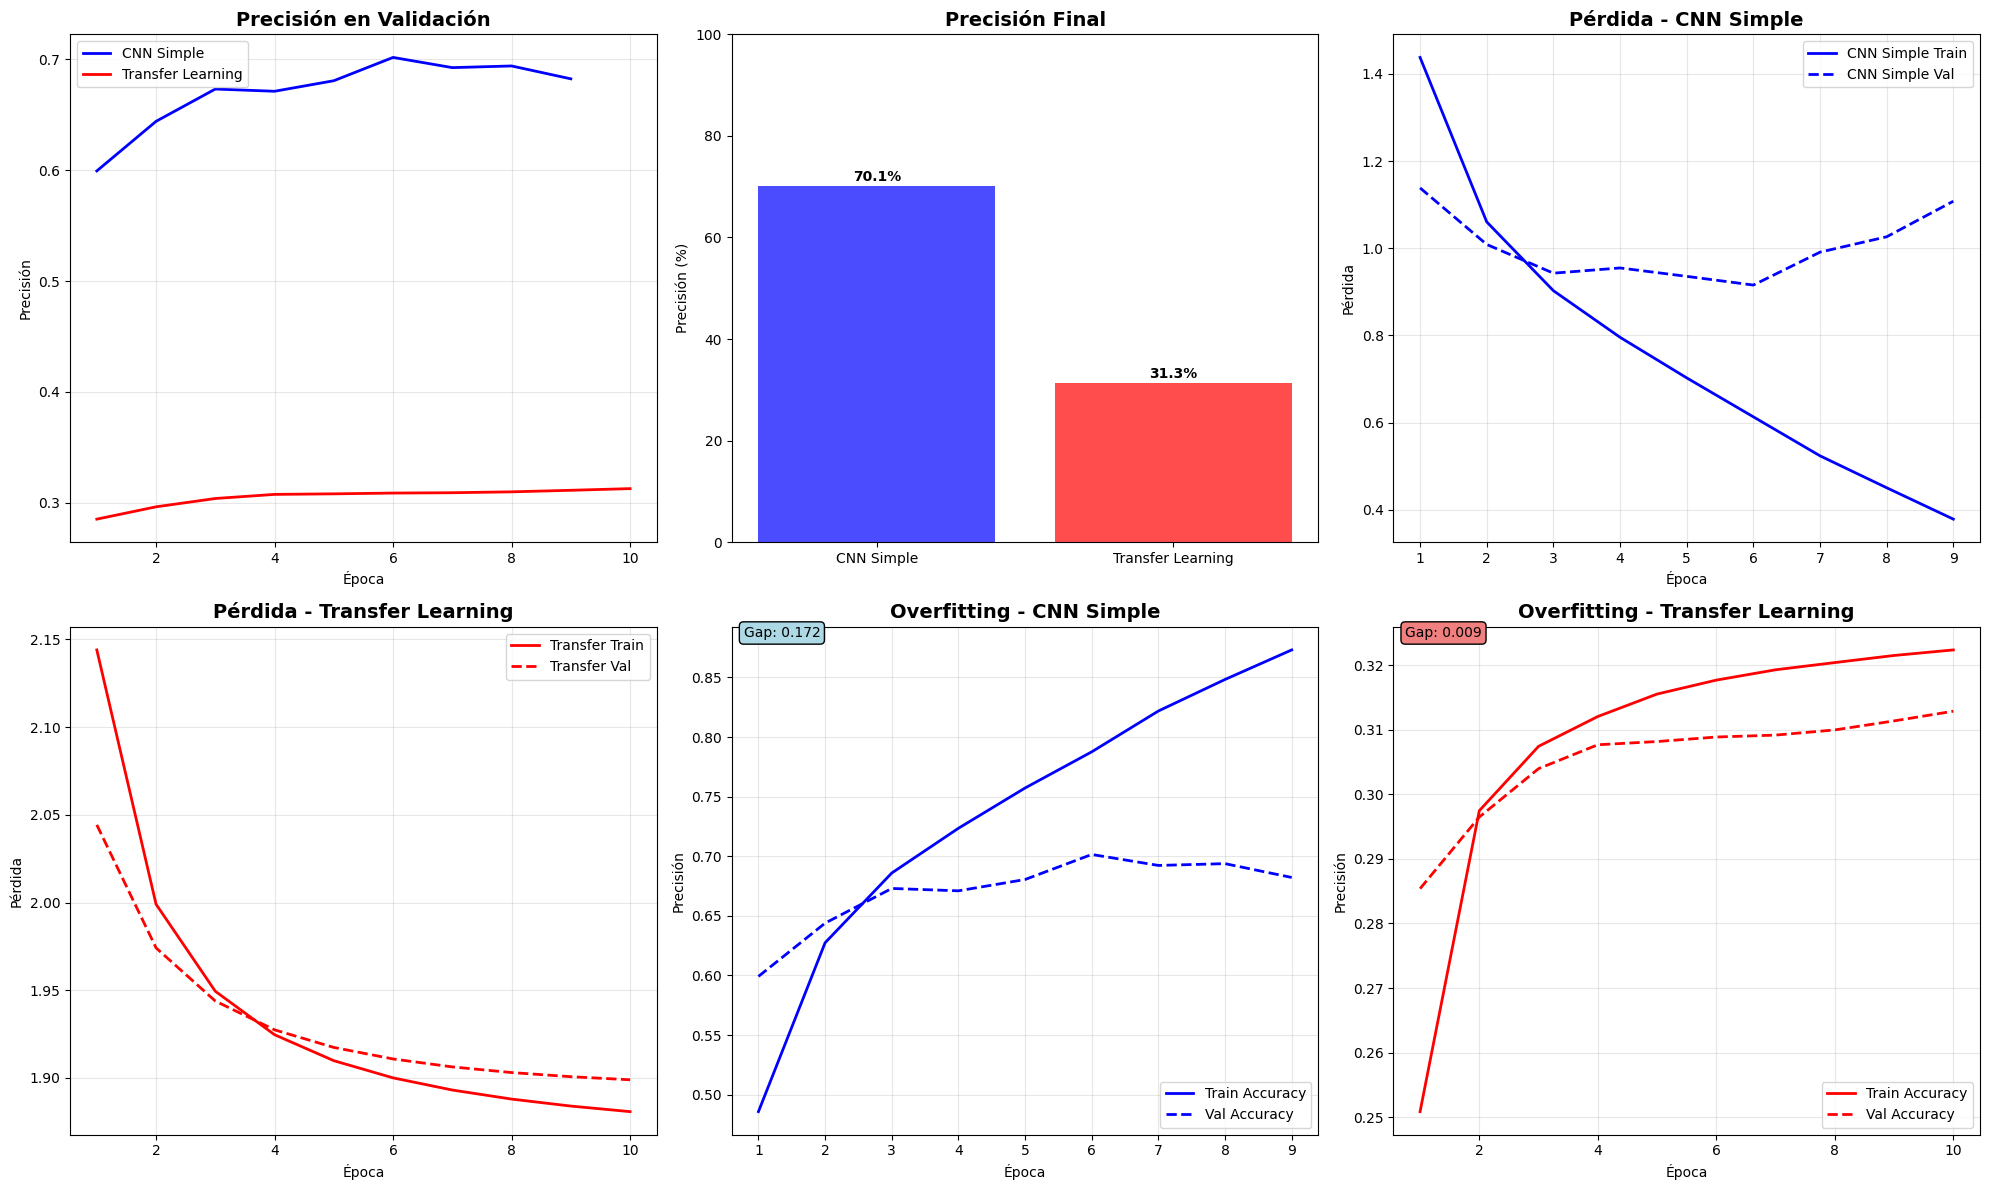 Precisión en Validación
CNN Simple
Transfer Learning
0.7
0.6
0.5
0.4
0.3
Precisión
2
4
6
8
10
Época
Precisión Final
100
80
60
40
20
0
Precisión (%)
70.1%
31.3%
CNN Simple
Transfer Learning
Pérdida - CNN Simple
CNN Simple Train
CNN Simple Val
1.4
1.2
1.0
0.8
0.6
0.4
Pérdida
1
2
3
4
5
6
7
8
9
Época
Pérdida - Transfer Learning
Transfer Train
Transfer Val
2.15
2.10
2.05
2.00
1.95
1.90
Pérdida
2
4
6
8
10
Época
Overfitting - CNN Simple
Gap: 0.172
0.85
0.80
0.75
0.70
0.65
0.60
0.55
0.50
Precisión
Train Accuracy
Val Accuracy
1
2
3
4
5
6
7
8
9
Época
Overfitting - Transfer Learning
Gap: 0.009
0.32
0.31
0.30
0.29
0.28
0.27
0.26
0.25
Precisión
Train Accuracy
Val Accuracy
2
4
6
8
10
Época